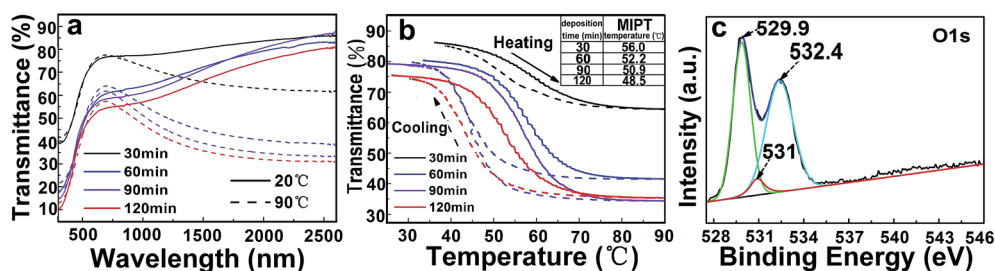 a
Transmittance (%)
90
80
70
60
50
40
30
20
10
30min
60min
90min
120min
20℃
90℃
500 1000 1500 2000 2500
Wavelength (nm)
b
Transmittance (%)
90
80
70
60
50
40
30
Heating
Cooling
deposition time (min) MIPT temperature (℃)
30 56.0
60 52.2
90 50.9
120 48.5
30min
60min
90min
120min
30 40 50 60 70 80 90
Temperature (℃)
c
Intensity (a.u.)
529.9
532.4
531
O1s
528 531 534 537 540 543 546
Binding Energy (eV)